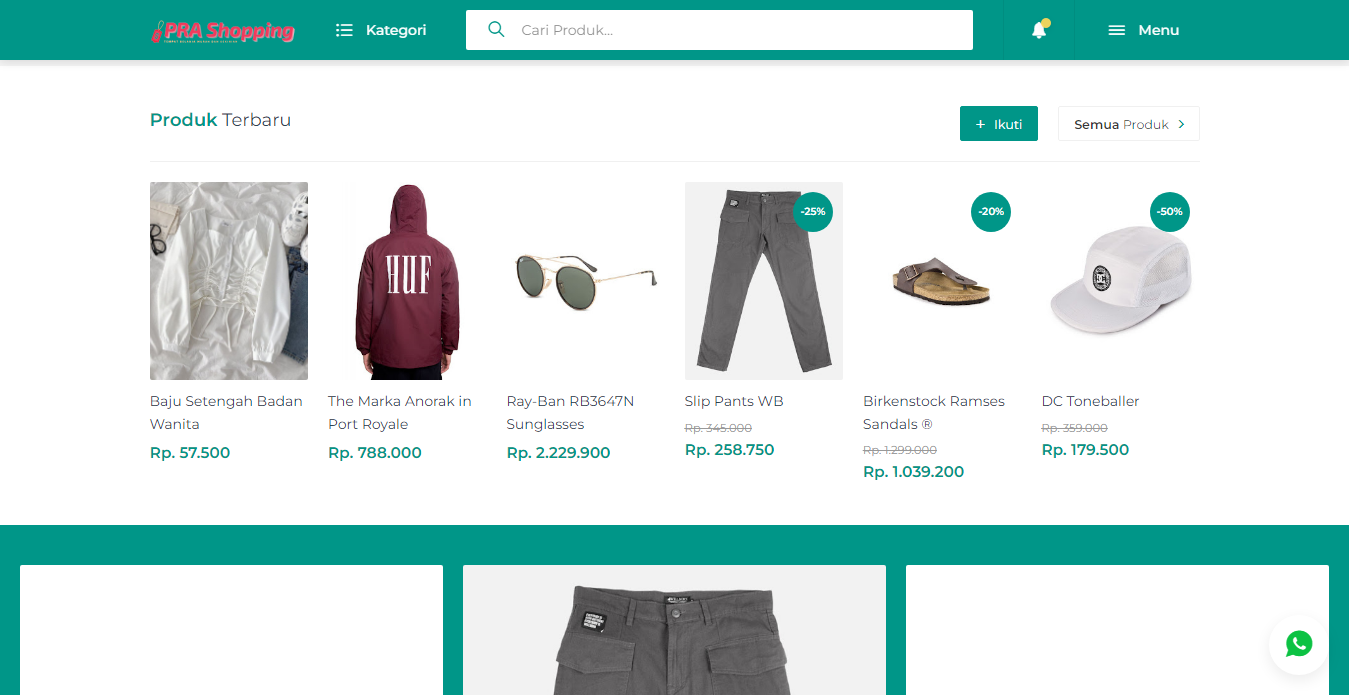 PRA Shopping
Kategori
Cari Produk...
Menu
Produk Terbaru
+ Ikuti
Semua Produk
HUF
-25%
-20%
DC
-50%
Baju Setengah Badan
Wanita
Rp. 57.500
The Marka Anorak in
Port Royale
Rp. 788.000
Ray-Ban RB3647N
Sunglasses
Rp. 2.229.900
Slip Pants WB
Rp. 345.000
Rp. 258.750
Birkenstock Ramses
Sandals ®
Rp. 1.299.000
Rp. 1.039.200
DC Toneballer
Rp. 359.000
Rp. 179.500